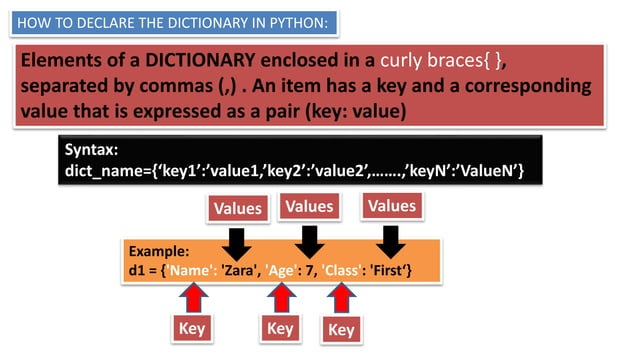 HOW TO DECLARE THE DICTIONARY IN PYTHON:
Elements of a DICTIONARY enclosed in a curly braces{ },
separated by commas (,) . An item has a key and a corresponding
value that is expressed as a pair (key: value)
Syntax:
dict_name={‘key1’:’value1,’key2’:’value2’,…….,’keyN’:’ValueN’}
Values Values Values
Example:
d1 = {'Name': 'Zara', 'Age': 7, 'Class': 'First‘}
Key Key Key